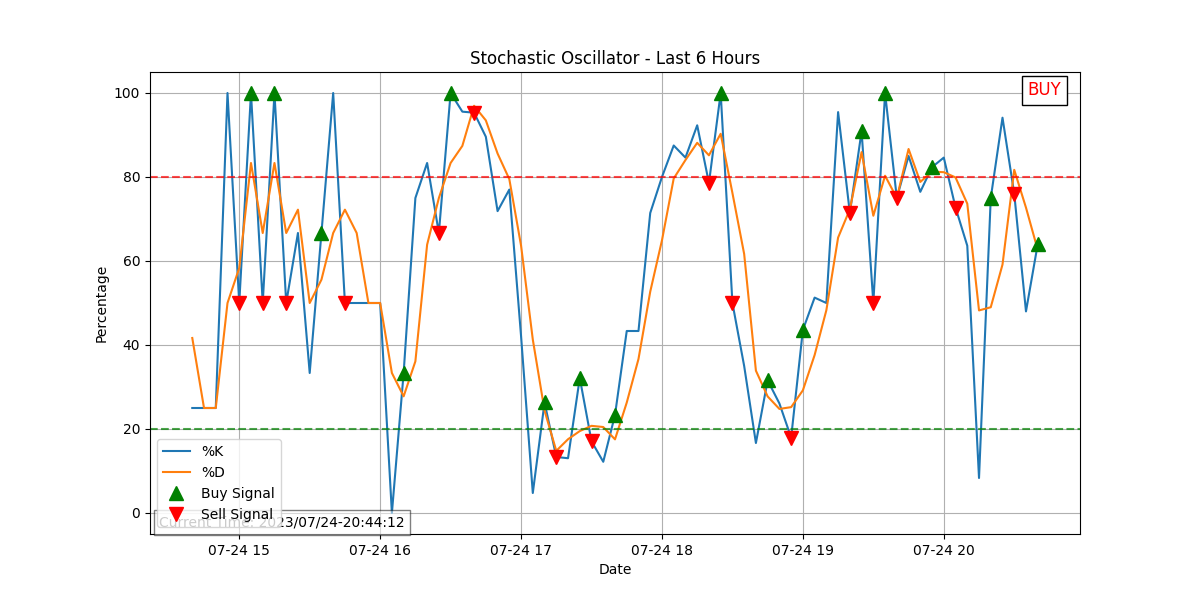 Stochastic Oscillator - Last 6 Hours
BUY
100
80
60
40
20
0
Percentage
%K
%D
Buy Signal
Sell Signal
Current Time: 2023/07/24-20:44:12
07-24 15
07-24 16
07-24 17
07-24 18
07-24 19
07-24 20
Date